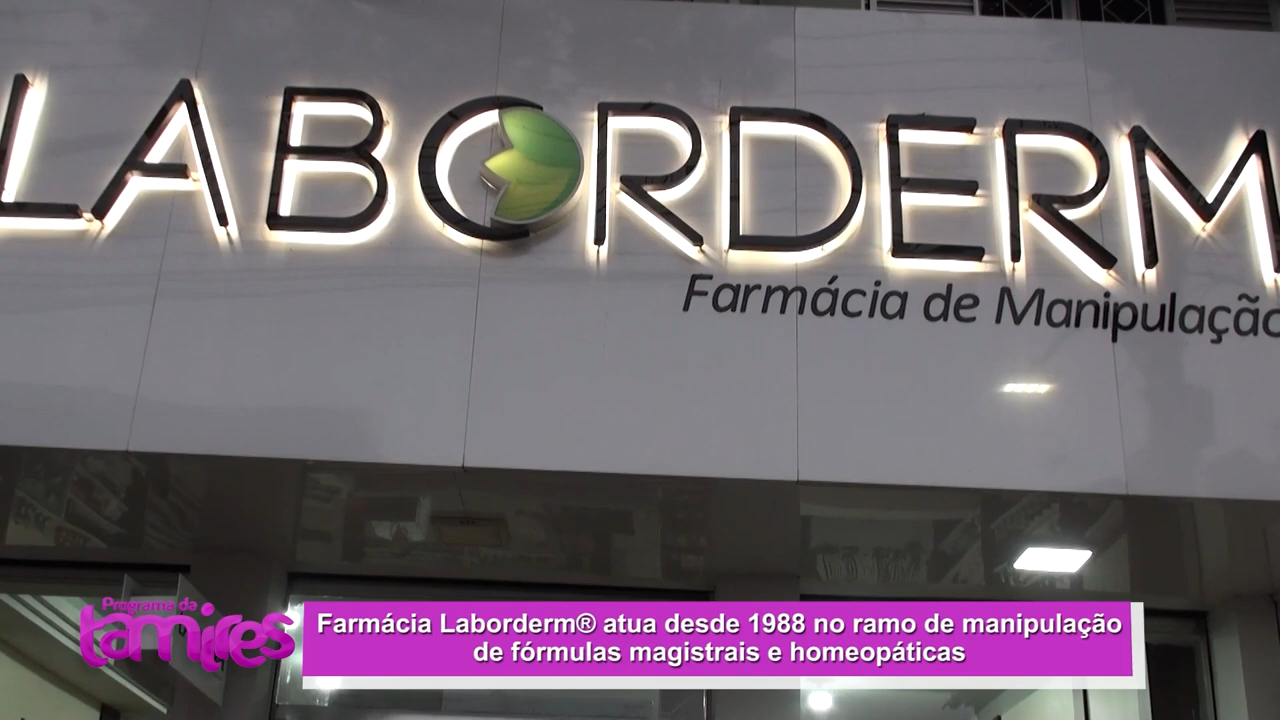 LABORDERM
Farmácia de Manipulação
Programa da
tamires
Farmácia Laborderm® atua desde 1988 no ramo de manipulação
de fórmulas magistrais e homeopáticas